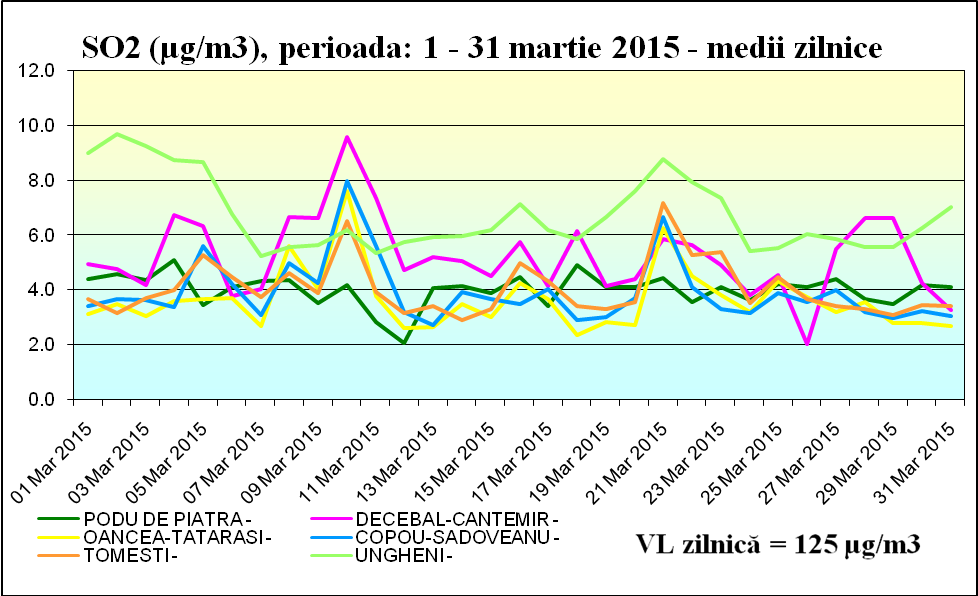 SO2 (µg/m3), perioada: 1 - 31 martie 2015 - medii zilnice
12.0
10.0
8.0
6.0
4.0
2.0
0.0
01 Mar 2015
03 Mar 2015
05 Mar 2015
07 Mar 2015
09 Mar 2015
11 Mar 2015
13 Mar 2015
15 Mar 2015
17 Mar 2015
19 Mar 2015
21 Mar 2015
23 Mar 2015
25 Mar 2015
27 Mar 2015
29 Mar 2015
31 Mar 2015
PODU DE PIATRA-
DECEBAL-CANTEMIR-
OANCEA-TATARASI-
COPOU-SADOVEANU-
TOMESTI-
UNGHENI-
VL zilnică = 125 µg/m3